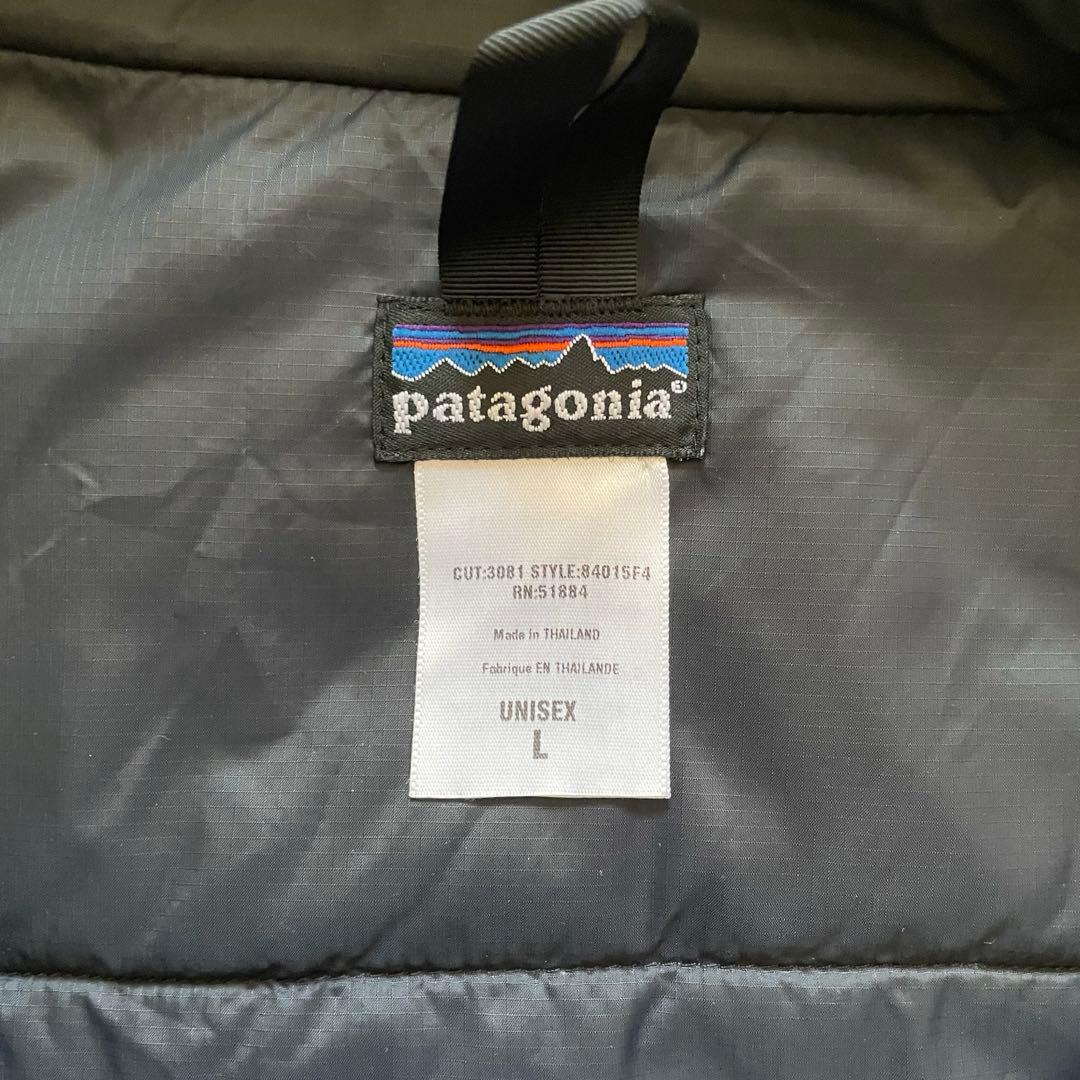 patagonia®
CUT:3081 STYLE:84015F4
RN:51884
Made in THAILAND
Fabrique EN THAILANDE
UNISEX
L